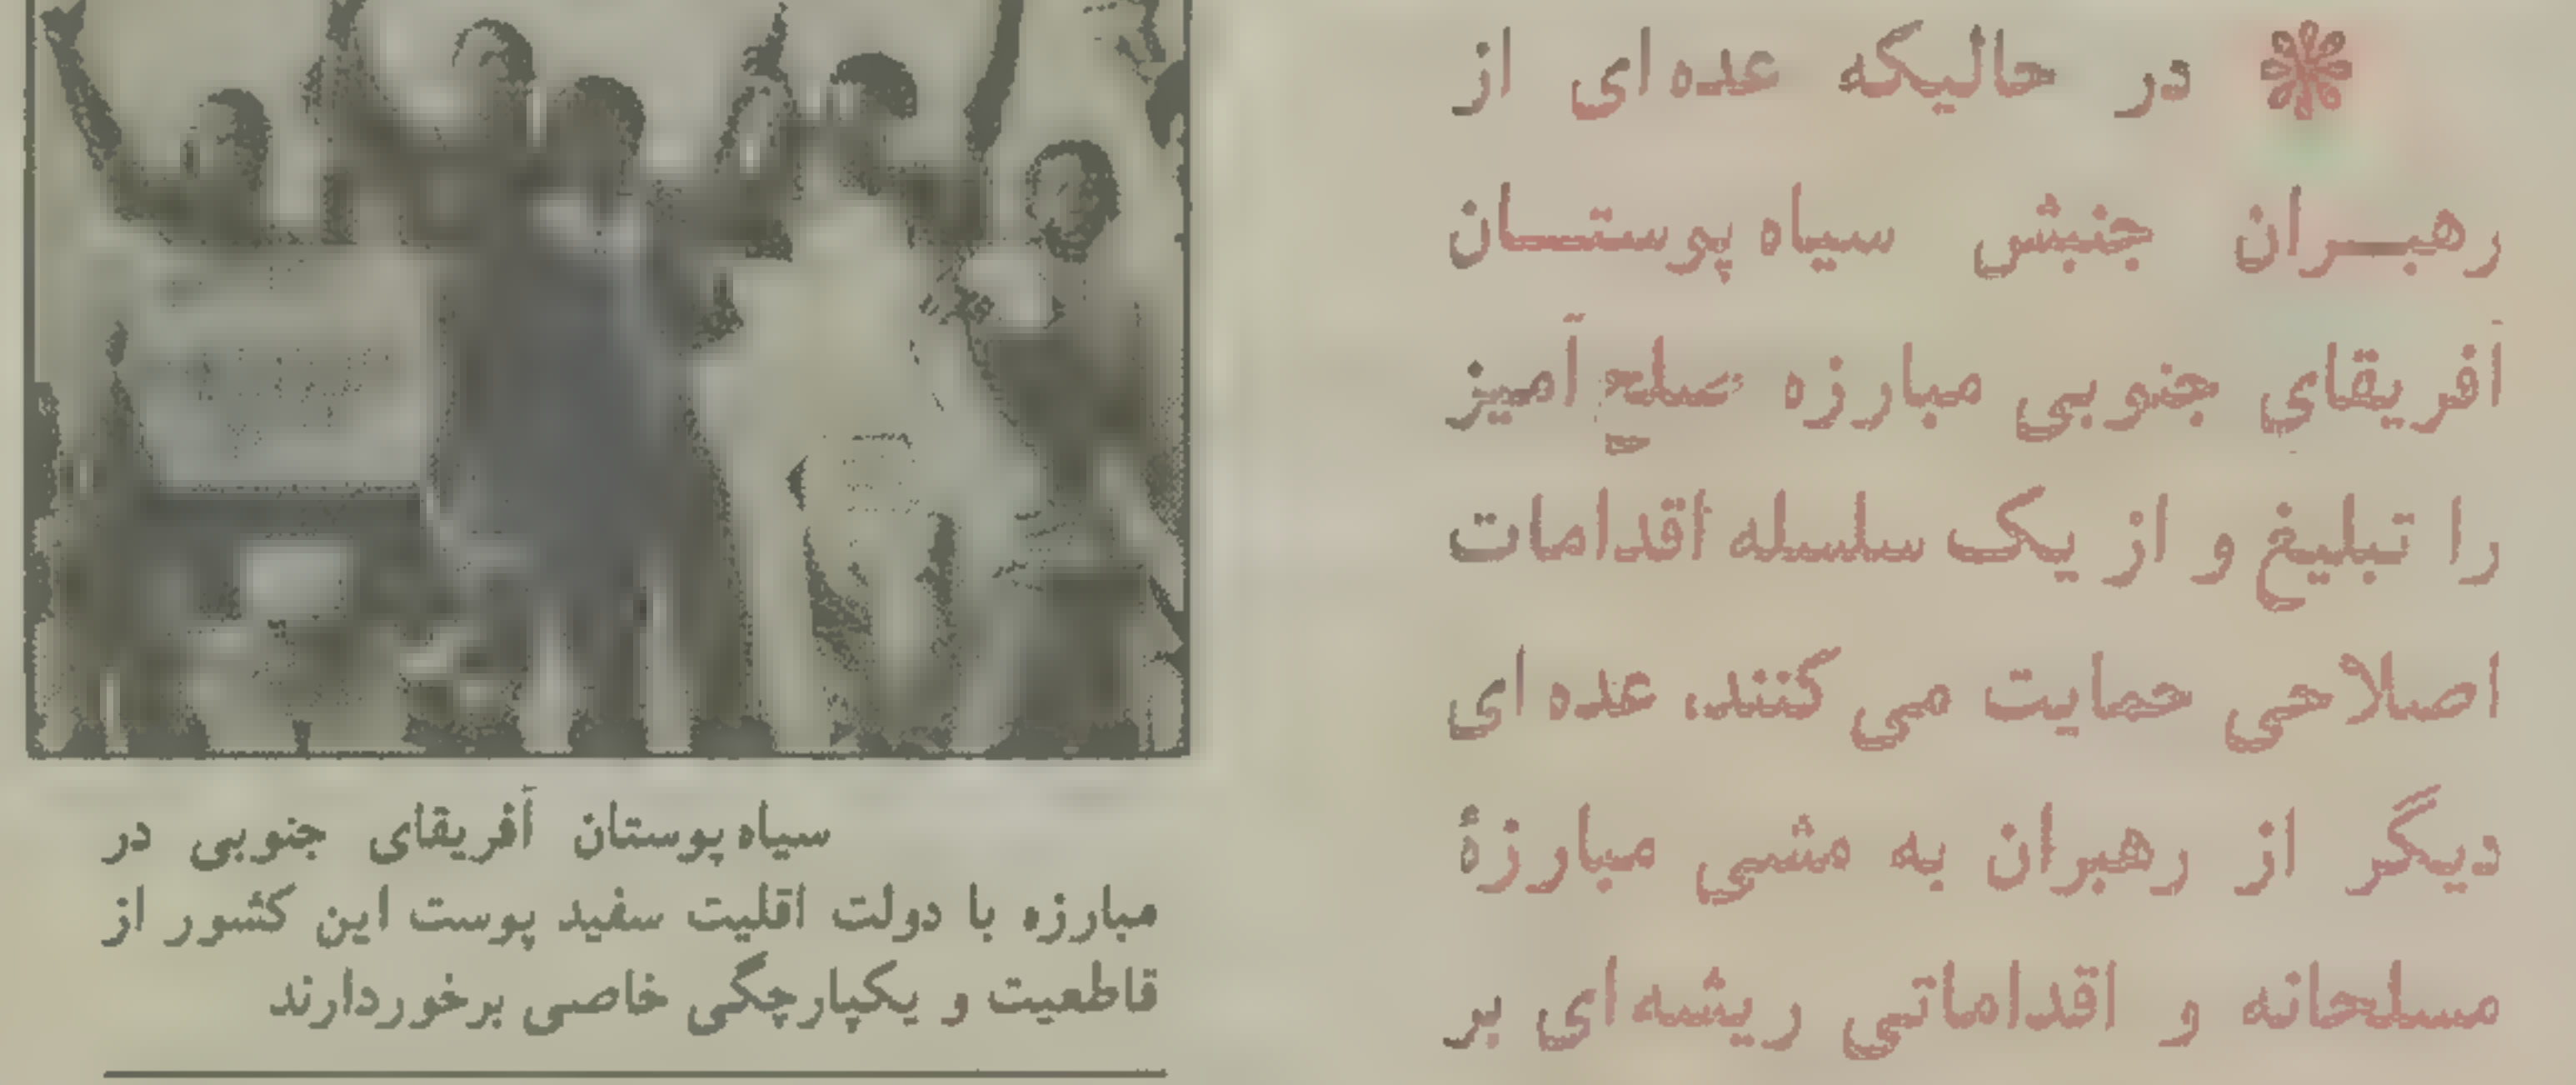 در حالیکه عده‌ای از
رهبــران جنبش سیاه‌پوستــان
آفریقای جنوبی مبارزه صلح‌آمیز
را تبلیغ و از یک سلسله اقدامات
اصلاحی حمایت می‌کنند، عده‌ای
دیگر از رهبران به مشی مبارزهٔ
مسلحانه و اقداماتی ریشه‌ای بر
سیاه‌پوستان آفریقای جنوبی در
مبارزه با دولت اقلیت سفید پوست این کشور از
قاطعیت و یکپارچگی خاصی برخوردارند